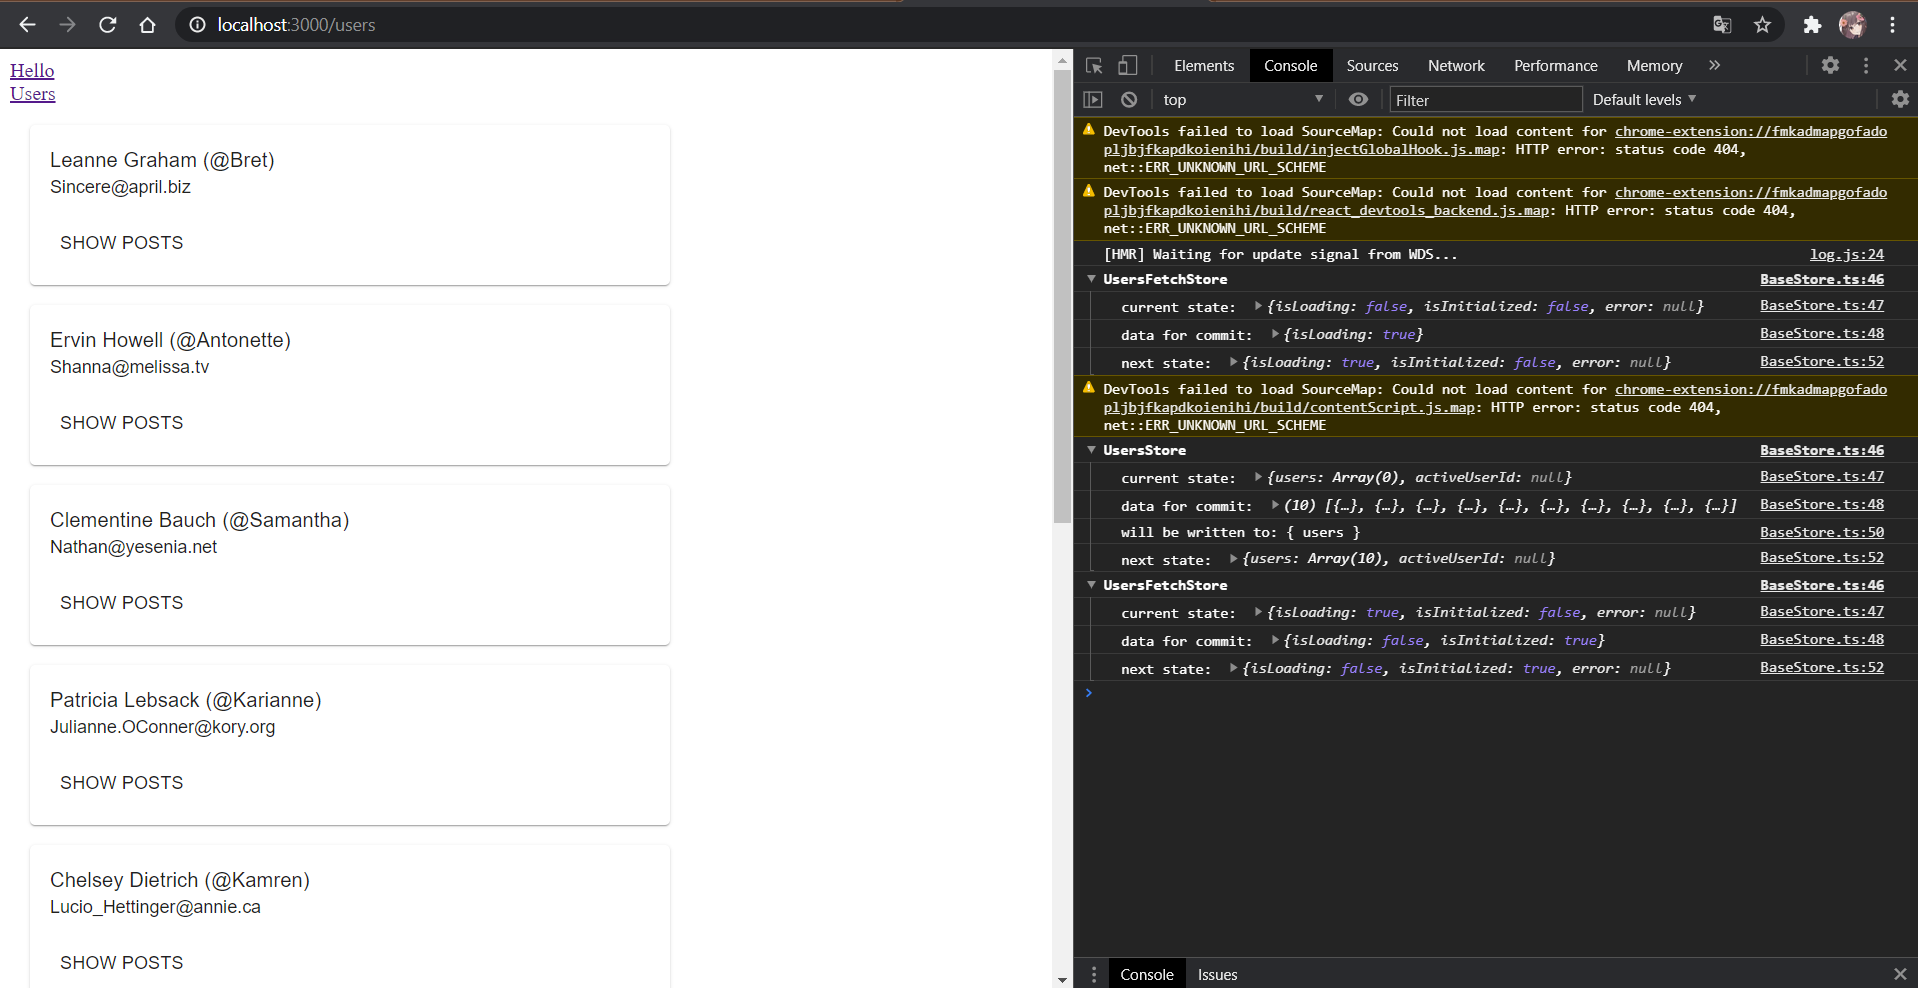 localhost:3000/users
Hello
Users
Leanne Graham (@Bret)
Sincere@april.biz
SHOW POSTS
Ervin Howell (@Antonette)
Shanna@melissa.tv
SHOW POSTS
Clementine Bauch (@Samantha)
Nathan@yesenia.net
SHOW POSTS
Patricia Lebsack (@Karianne)
Julianne.OConner@kory.org
SHOW POSTS
Chelsey Dietrich (@Kamren)
Lucio_Hettinger@annie.ca
SHOW POSTS
Elements Console Sources Network Performance Memory »
top Filter Default levels
DevTools failed to load SourceMap: Could not load content for chrome-extension://fmkadmapgofado
pljbjfkapdkoienihi/build/injectGlobalHook.js.map: HTTP error: status code 404,
net::ERR_UNKNOWN_URL_SCHEME
DevTools failed to load SourceMap: Could not load content for chrome-extension://fmkadmapgofado
pljbjfkapdkoienihi/build/react_devtools_backend.js.map: HTTP error: status code 404,
net::ERR_UNKNOWN_URL_SCHEME
[HMR] Waiting for update signal from WDS... log.js:24
UsersFetchStore BaseStore.ts:46
current state: {isLoading: false, isInitialized: false, error: null} BaseStore.ts:47
data for commit: {isLoading: true} BaseStore.ts:48
next state: {isLoading: true, isInitialized: false, error: null} BaseStore.ts:52
DevTools failed to load SourceMap: Could not load content for chrome-extension://fmkadmapgofado
pljbjfkapdkoienihi/build/contentScript.js.map: HTTP error: status code 404,
net::ERR_UNKNOWN_URL_SCHEME
UsersStore BaseStore.ts:46
current state: {users: Array(0), activeUserId: null} BaseStore.ts:47
data for commit: (10) [{…}, {…}, {…}, {…}, {…}, {…}, {…}, {…}, {…}, {…}] BaseStore.ts:48
will be written to: { users } BaseStore.ts:50
next state: {users: Array(10), activeUserId: null} BaseStore.ts:52
UsersFetchStore BaseStore.ts:46
current state: {isLoading: true, isInitialized: false, error: null} BaseStore.ts:47
data for commit: {isLoading: false, isInitialized: true} BaseStore.ts:48
next state: {isLoading: false, isInitialized: true, error: null} BaseStore.ts:52
Console Issues